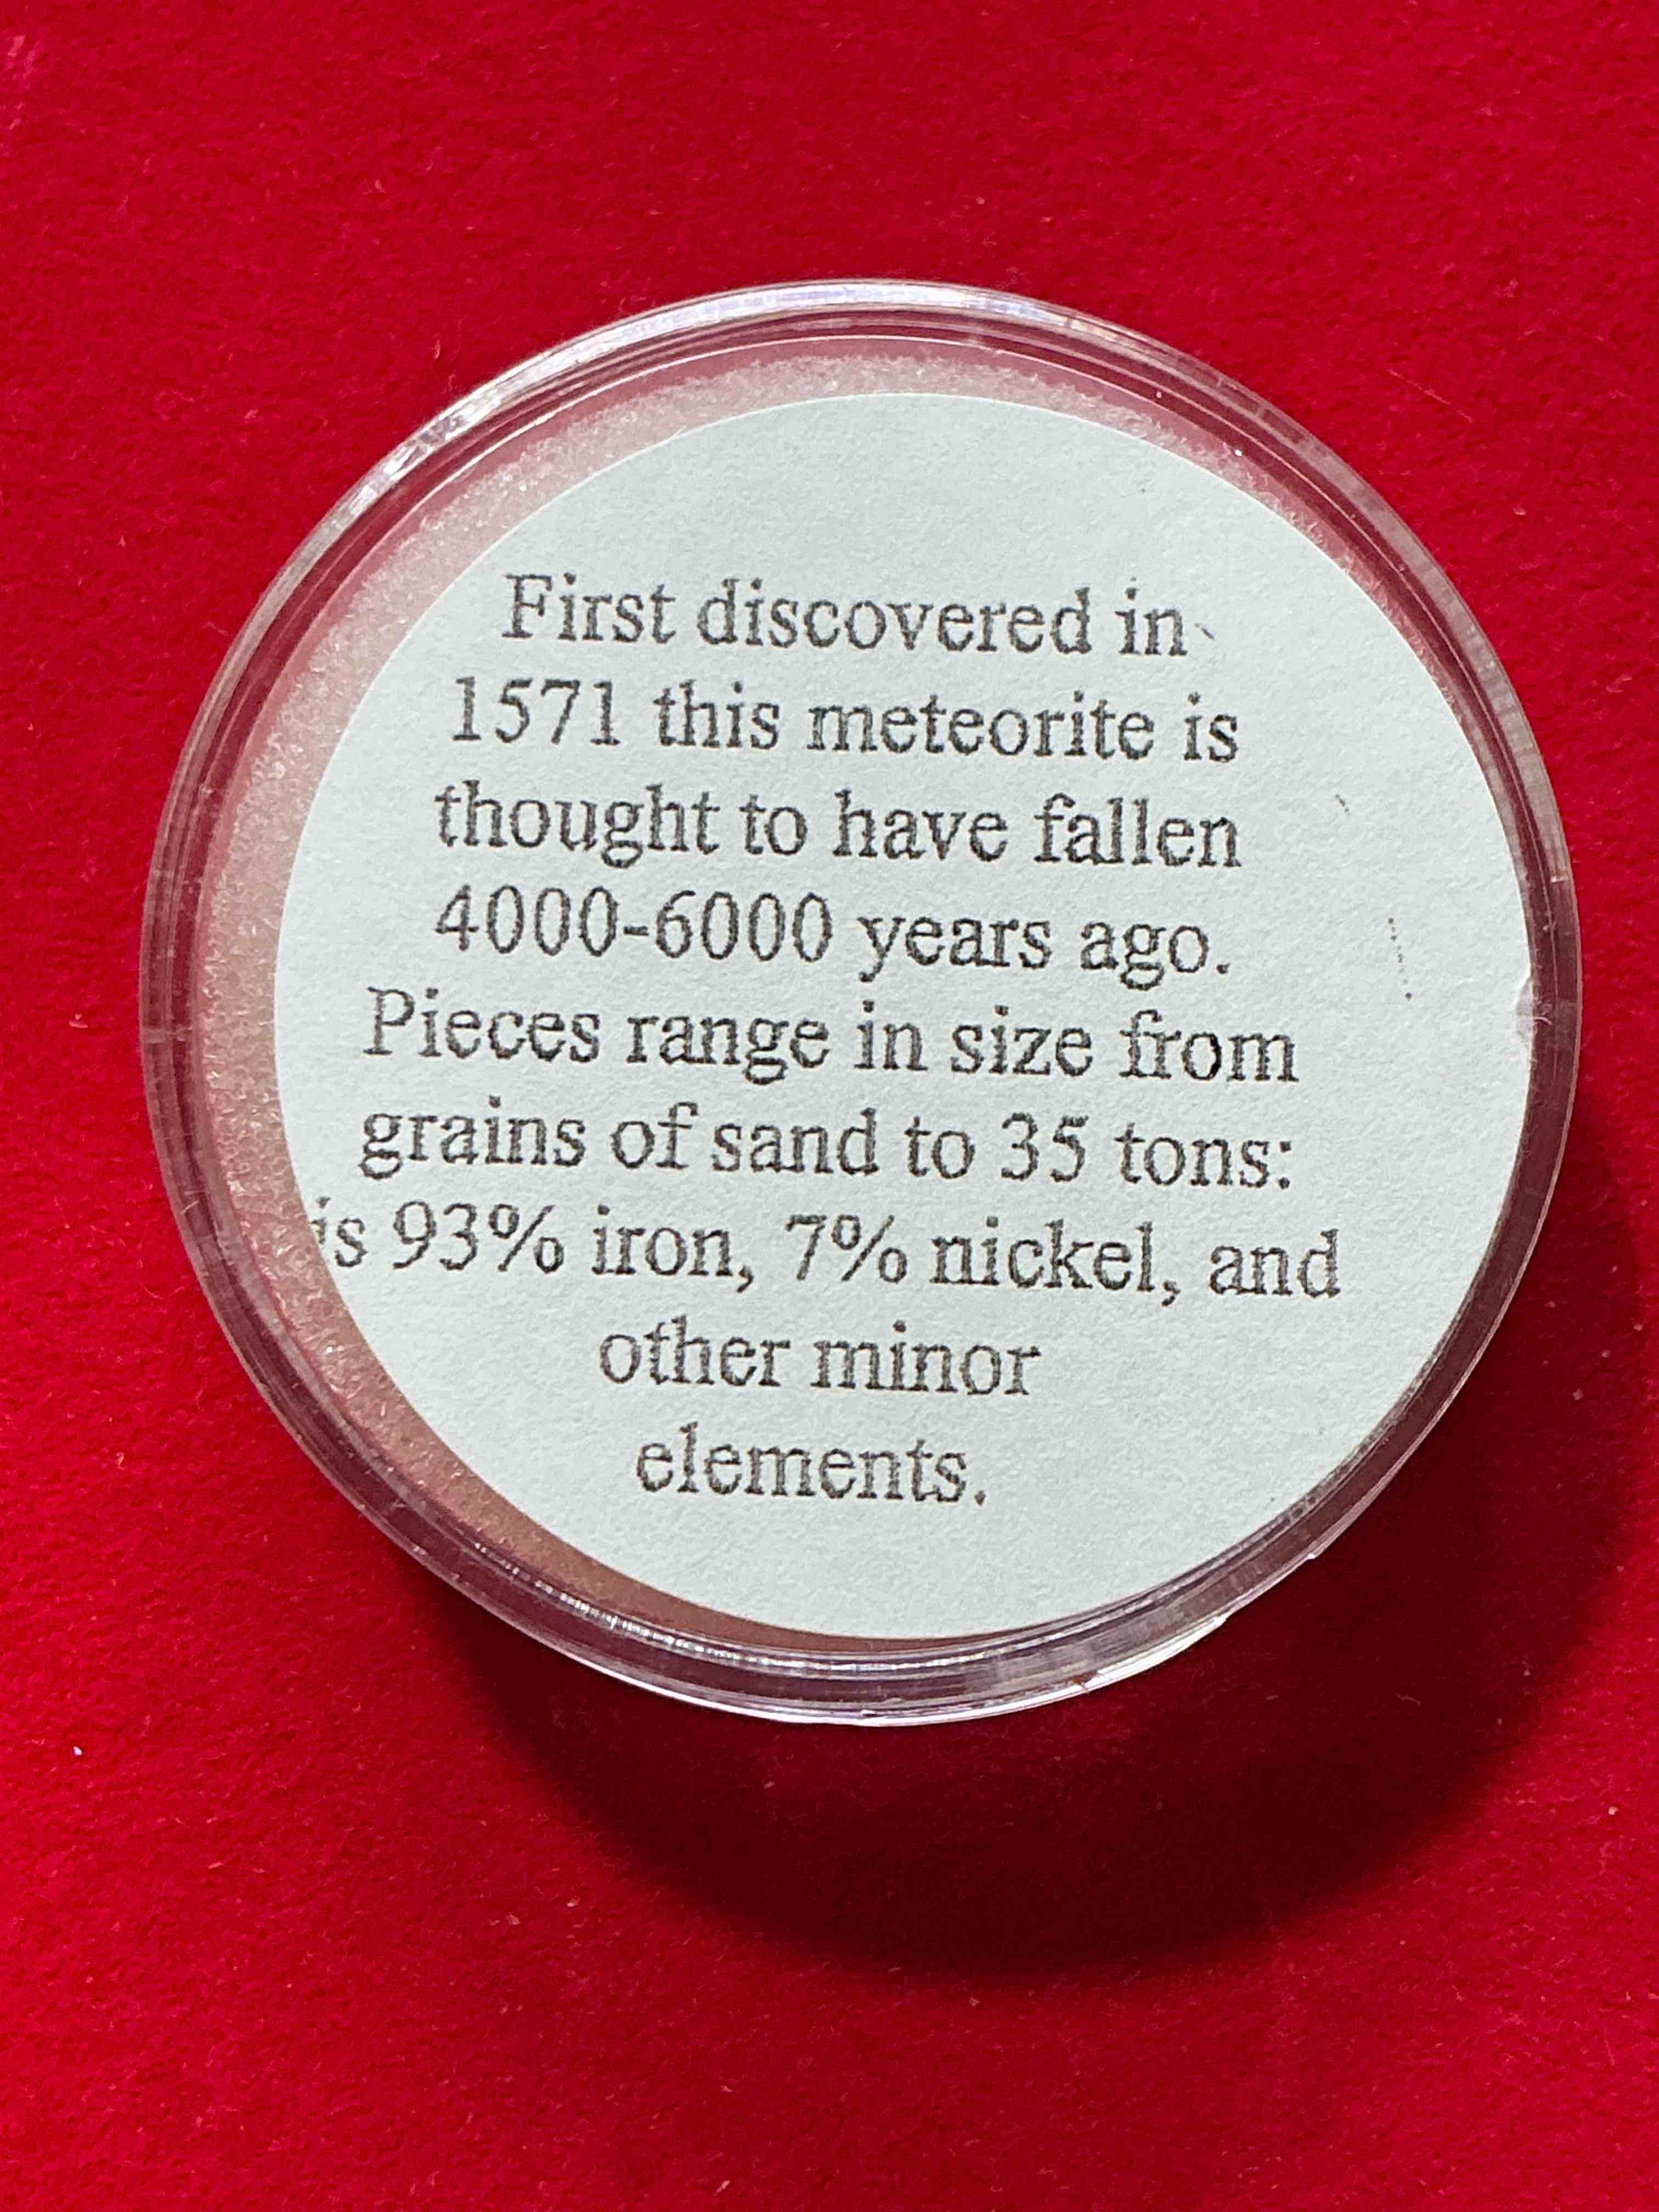 First discovered in
1571 this meteorite is
thought to have fallen
4000-6000 years ago.
Pieces range in size from
grains of sand to 35 tons:
is 93% iron, 7% nickel, and
other minor
elements.